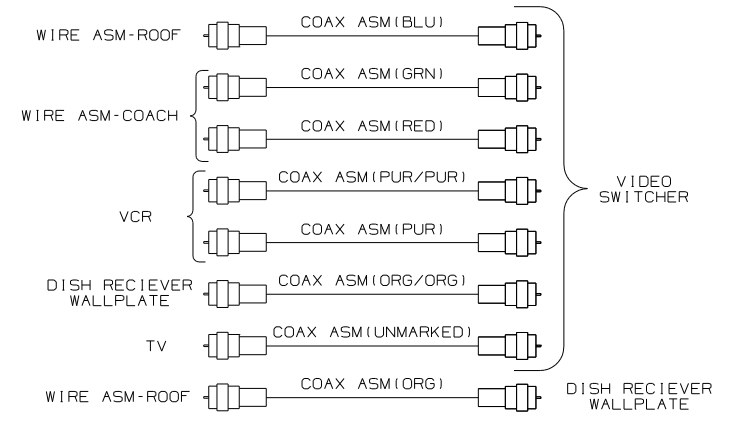 WIRE ASM-ROOF COAX ASM(BLU)
COAX ASM(GRN)
WIRE ASM-COACH
COAX ASM(RED)
COAX ASM(PUR/PUR)
VCR
COAX ASM(PUR)
VIDEO
SWITCHER
DISH RECIEVER
WALLPLATE
COAX ASM(ORG/ORG)
TV COAX ASM(UNMARKED)
WIRE ASM-ROOF COAX ASM(ORG)
DISH RECIEVER
WALLPLATE